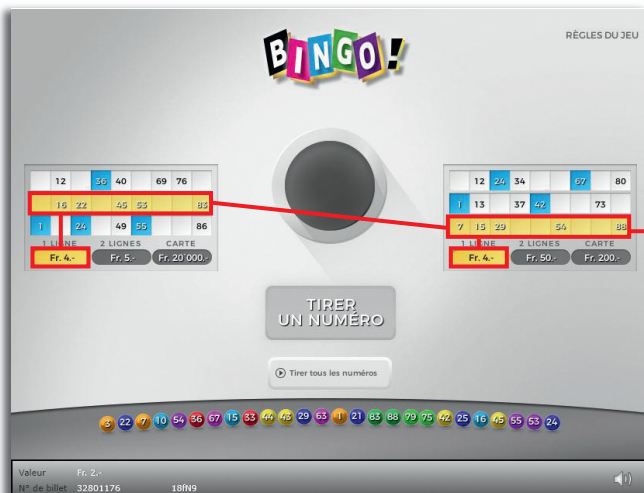 BINGO!
RÈGLES DU JEU
12 36 40 69 76
16 22 45 53 83
1 24 49 55 86
1 LIGNE 2 LIGNES CARTE
Fr. 4.- Fr. 5.- Fr. 20'000.-
12 24 34 67 80
1 13 37 42 73
7 15 29 54 88
1 LIGNE 2 LIGNES CARTE
Fr. 4.- Fr. 50.- Fr. 200.-
TIRER
UN NUMÉRO
Tirer tous les numéros
3 22 7 10 54 36 67 15 33 44 43 29 63 1 21 83 88 79 75 42 25 16 45 55 53 24
Valeur Fr. 2.-
N° de billet 32801176 18fN9